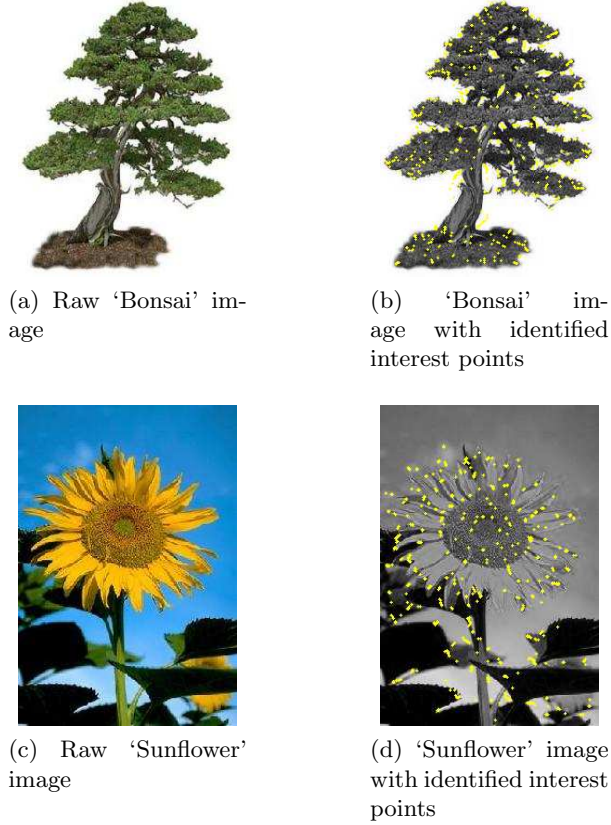 (a) Raw ‘Bonsai’ im-
age
(b) ‘Bonsai’ im-
age with identified
interest points
(c) Raw ‘Sunflower’
image
(d) ‘Sunflower’ image
with identified interest
points